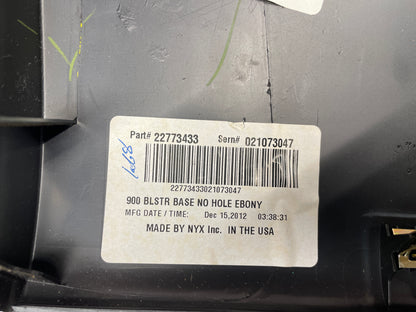 Part# 22773433 Sern# 021073047
22773433021073047
900 BLSTR BASE NO HOLE EBONY
MFG DATE / TIME: Dec 15,2012 03:38:31
MADE BY NYX Inc. IN THE USA